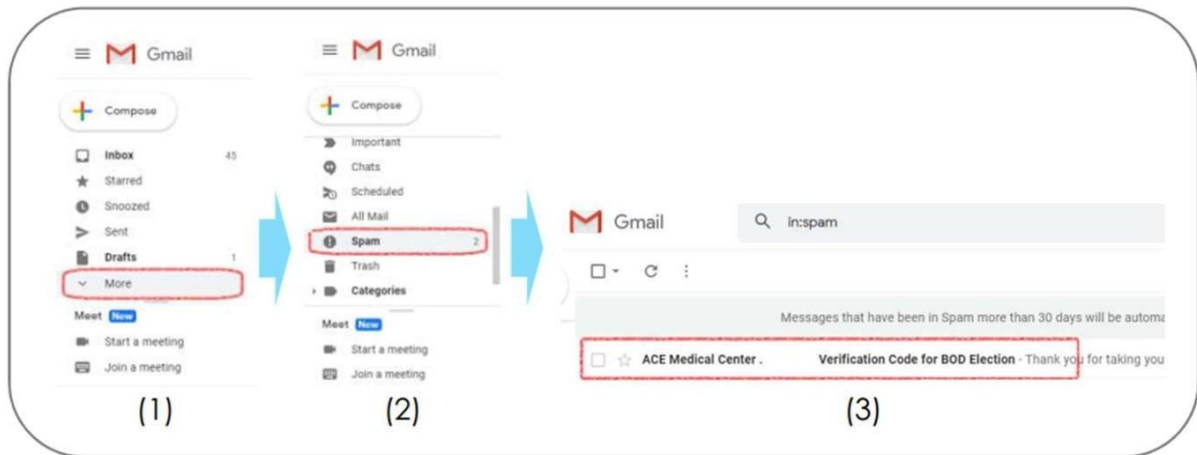 Gmail
Compose
Inbox 45
Starred
Snoozed
Sent
Drafts 1
More
Meet New
Start a meeting
Join a meeting
(1)
Gmail
Compose
Important
Chats
Scheduled
All Mail
Spam 2
Trash
Categories
Meet New
Start a meeting
Join a meeting
(2)
Gmail in:spam
Messages that have been in Spam more than 30 days will be automa
ACE Medical Center . Verification Code for BOD Election - Thank you for taking you
(3)